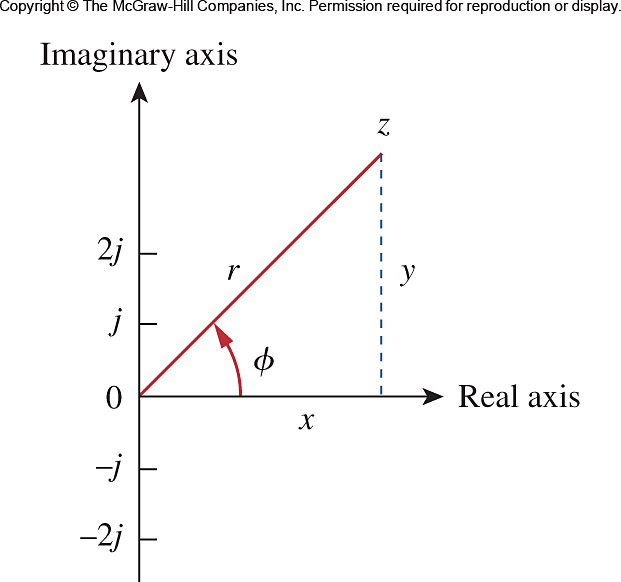 Copyright © The McGraw-Hill Companies, Inc. Permission required for reproduction or display.
Imaginary axis
z
2j
r
y
j
ϕ
0
Real axis
x
–j
–2j